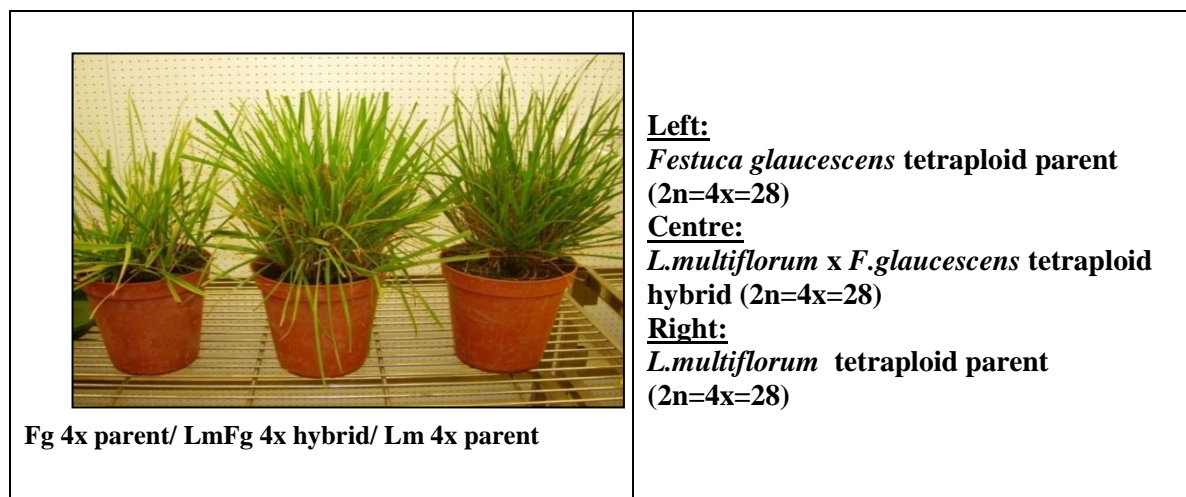 Fg 4x parent/ LmFg 4x hybrid/ Lm 4x parent
Left:
Festuca glaucescens tetraploid parent
(2n=4x=28)
Centre:
L.multiflorum x F.glaucescens tetraploid
hybrid (2n=4x=28)
Right:
L.multiflorum tetraploid parent
(2n=4x=28)